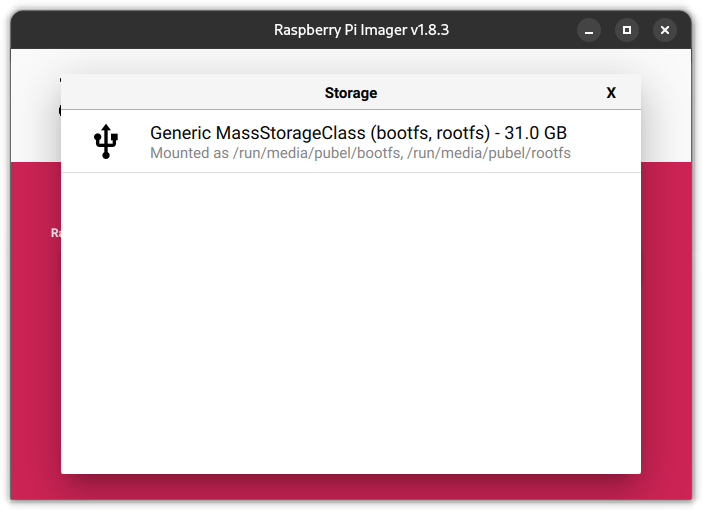 Raspberry Pi Imager v1.8.3
Storage
X
Generic MassStorageClass (bootfs, rootfs) - 31.0 GB
Mounted as /run/media/pubel/bootfs, /run/media/pubel/rootfs